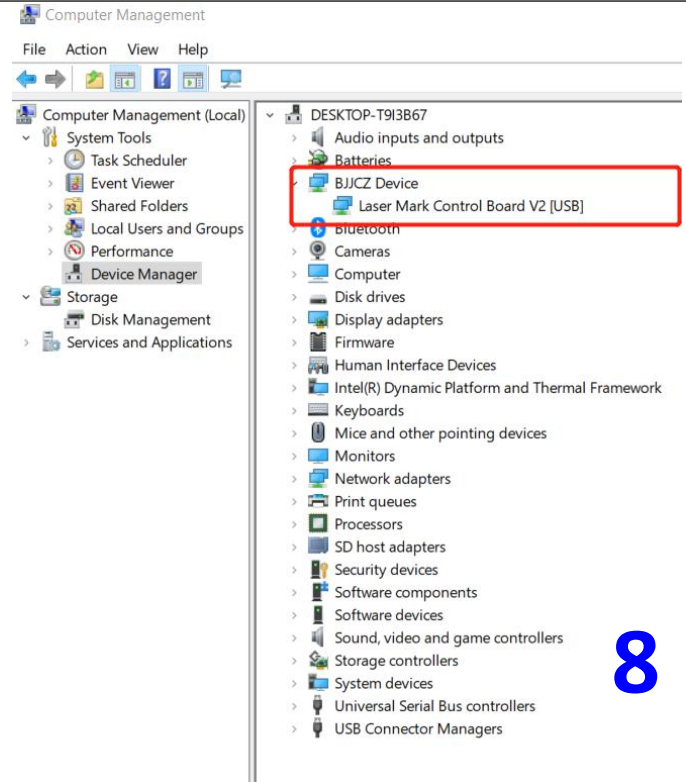 Computer Management
File Action View Help
Computer Management (Local)
System Tools
Task Scheduler
Event Viewer
Shared Folders
Local Users and Groups
Performance
Device Manager
Storage
Disk Management
Services and Applications
DESKTOP-T9I3B67
Audio inputs and outputs
Batteries
BJJCZ Device
Laser Mark Control Board V2 [USB]
Bluetooth
Cameras
Computer
Disk drives
Display adapters
Firmware
Human Interface Devices
Intel(R) Dynamic Platform and Thermal Framework
Keyboards
Mice and other pointing devices
Monitors
Network adapters
Print queues
Processors
SD host adapters
Security devices
Software components
Software devices
Sound, video and game controllers
Storage controllers
System devices
Universal Serial Bus controllers
USB Connector Managers
8